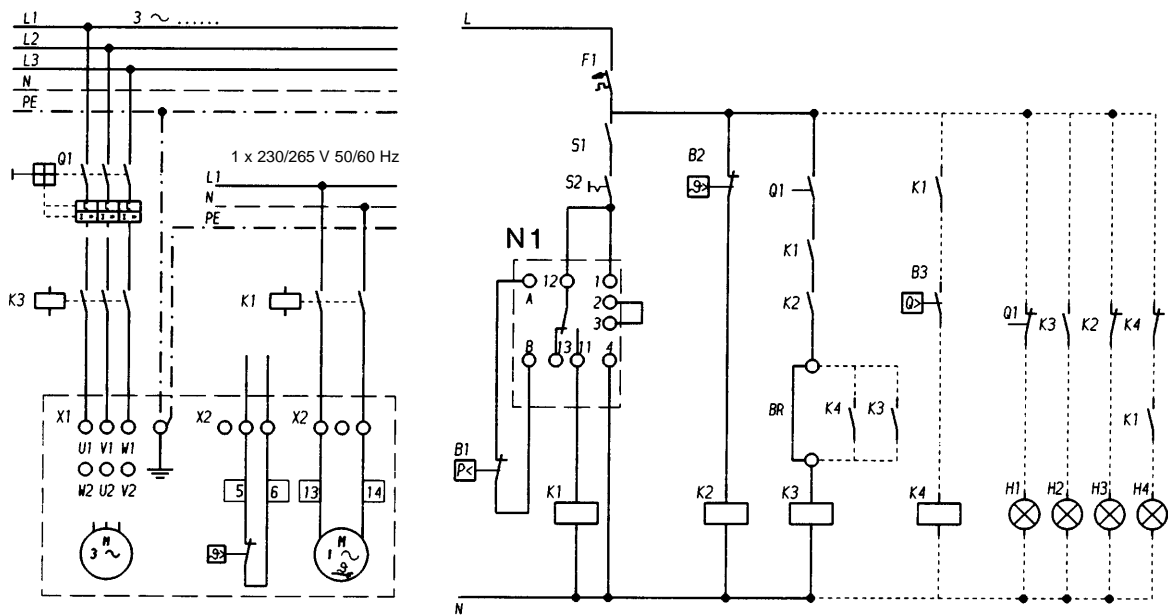 L1 3 ~ ......
L2
L3
N
PE
Q1
1 x 230/265 V 50/60 Hz
L1
N
PE
K3
K1
X1
U1 V1 W1
W2 U2 V2
X2
X2
5 6
13 14
M
3 ~
ϑ>
M
1 ~
ϑ
L
F1
S1
S2
N1
A 12 1
2
3
B 13 11 4
B1
P<
K1
B2
ϑ>
K2
Q1
K1
K2
BR
K4 K3
K3
K1
B3
Q>
K4
Q1 K3 K2 K4
K1
H1 H2 H3 H4
N